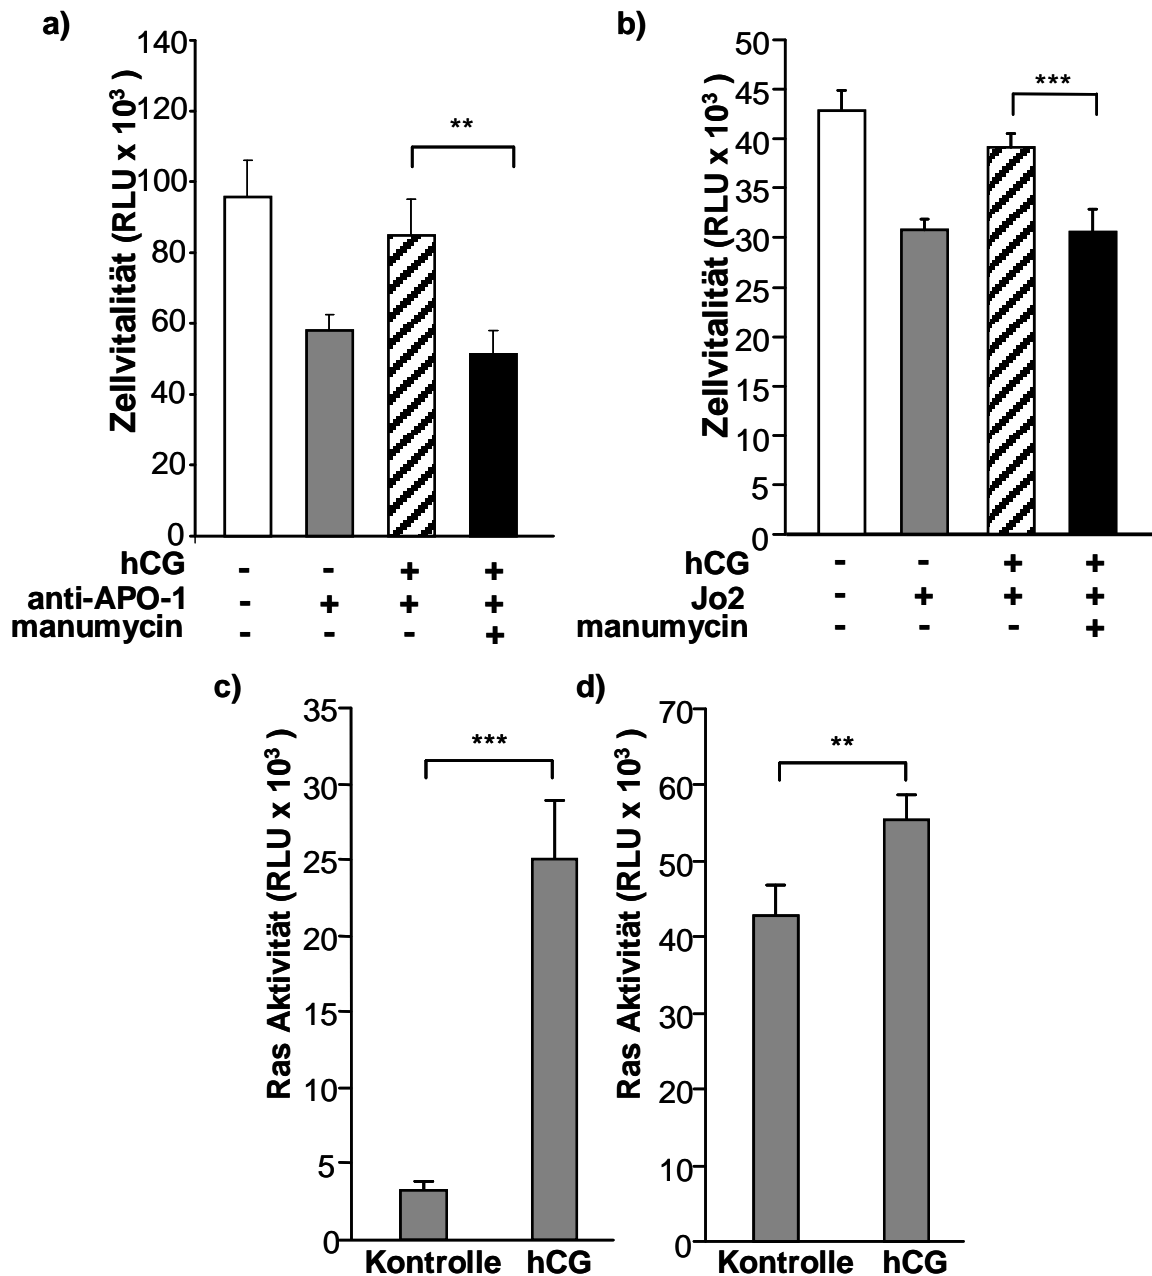 a)
Zellvitalität (RLU x 10³ )
140
120
100
80
60
40
20
0
**
hCG - - + +
anti-APO-1 - + + +
manumycin - - - +
b)
Zellvitalität (RLU x 10³ )
50
45
40
35
30
25
20
15
10
5
0
***
hCG - - + +
Jo2 - + + +
manumycin - - - +
c)
Ras Aktivität (RLU x 10³ )
35
30
25
20
15
10
5
0
***
Kontrolle hCG
d)
Ras Aktivität (RLU x 10³ )
70
60
50
40
30
20
10
0
**
Kontrolle hCG